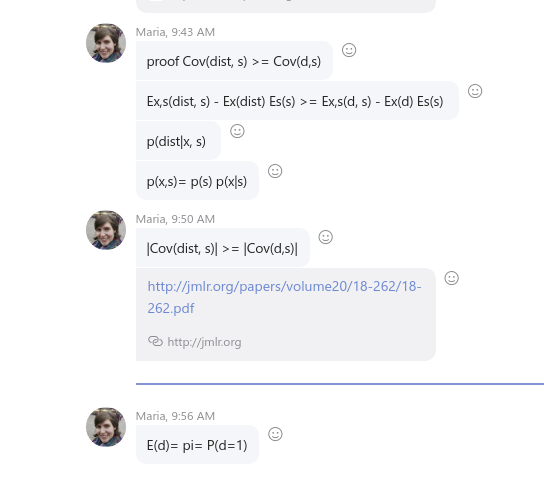 Maria, 9:43 AM
proof Cov(dist, s) >= Cov(d,s)
Ex,s(dist, s) - Ex(dist) Es(s) >= Ex,s(d, s) - Ex(d) Es(s)
p(dist|x, s)
p(x,s)= p(s) p(x|s)
Maria, 9:50 AM
|Cov(dist, s)| >= |Cov(d,s)|
http://jmlr.org/papers/volume20/18-262/18-
262.pdf
http://jmlr.org
Maria, 9:56 AM
E(d)= pi= P(d=1)